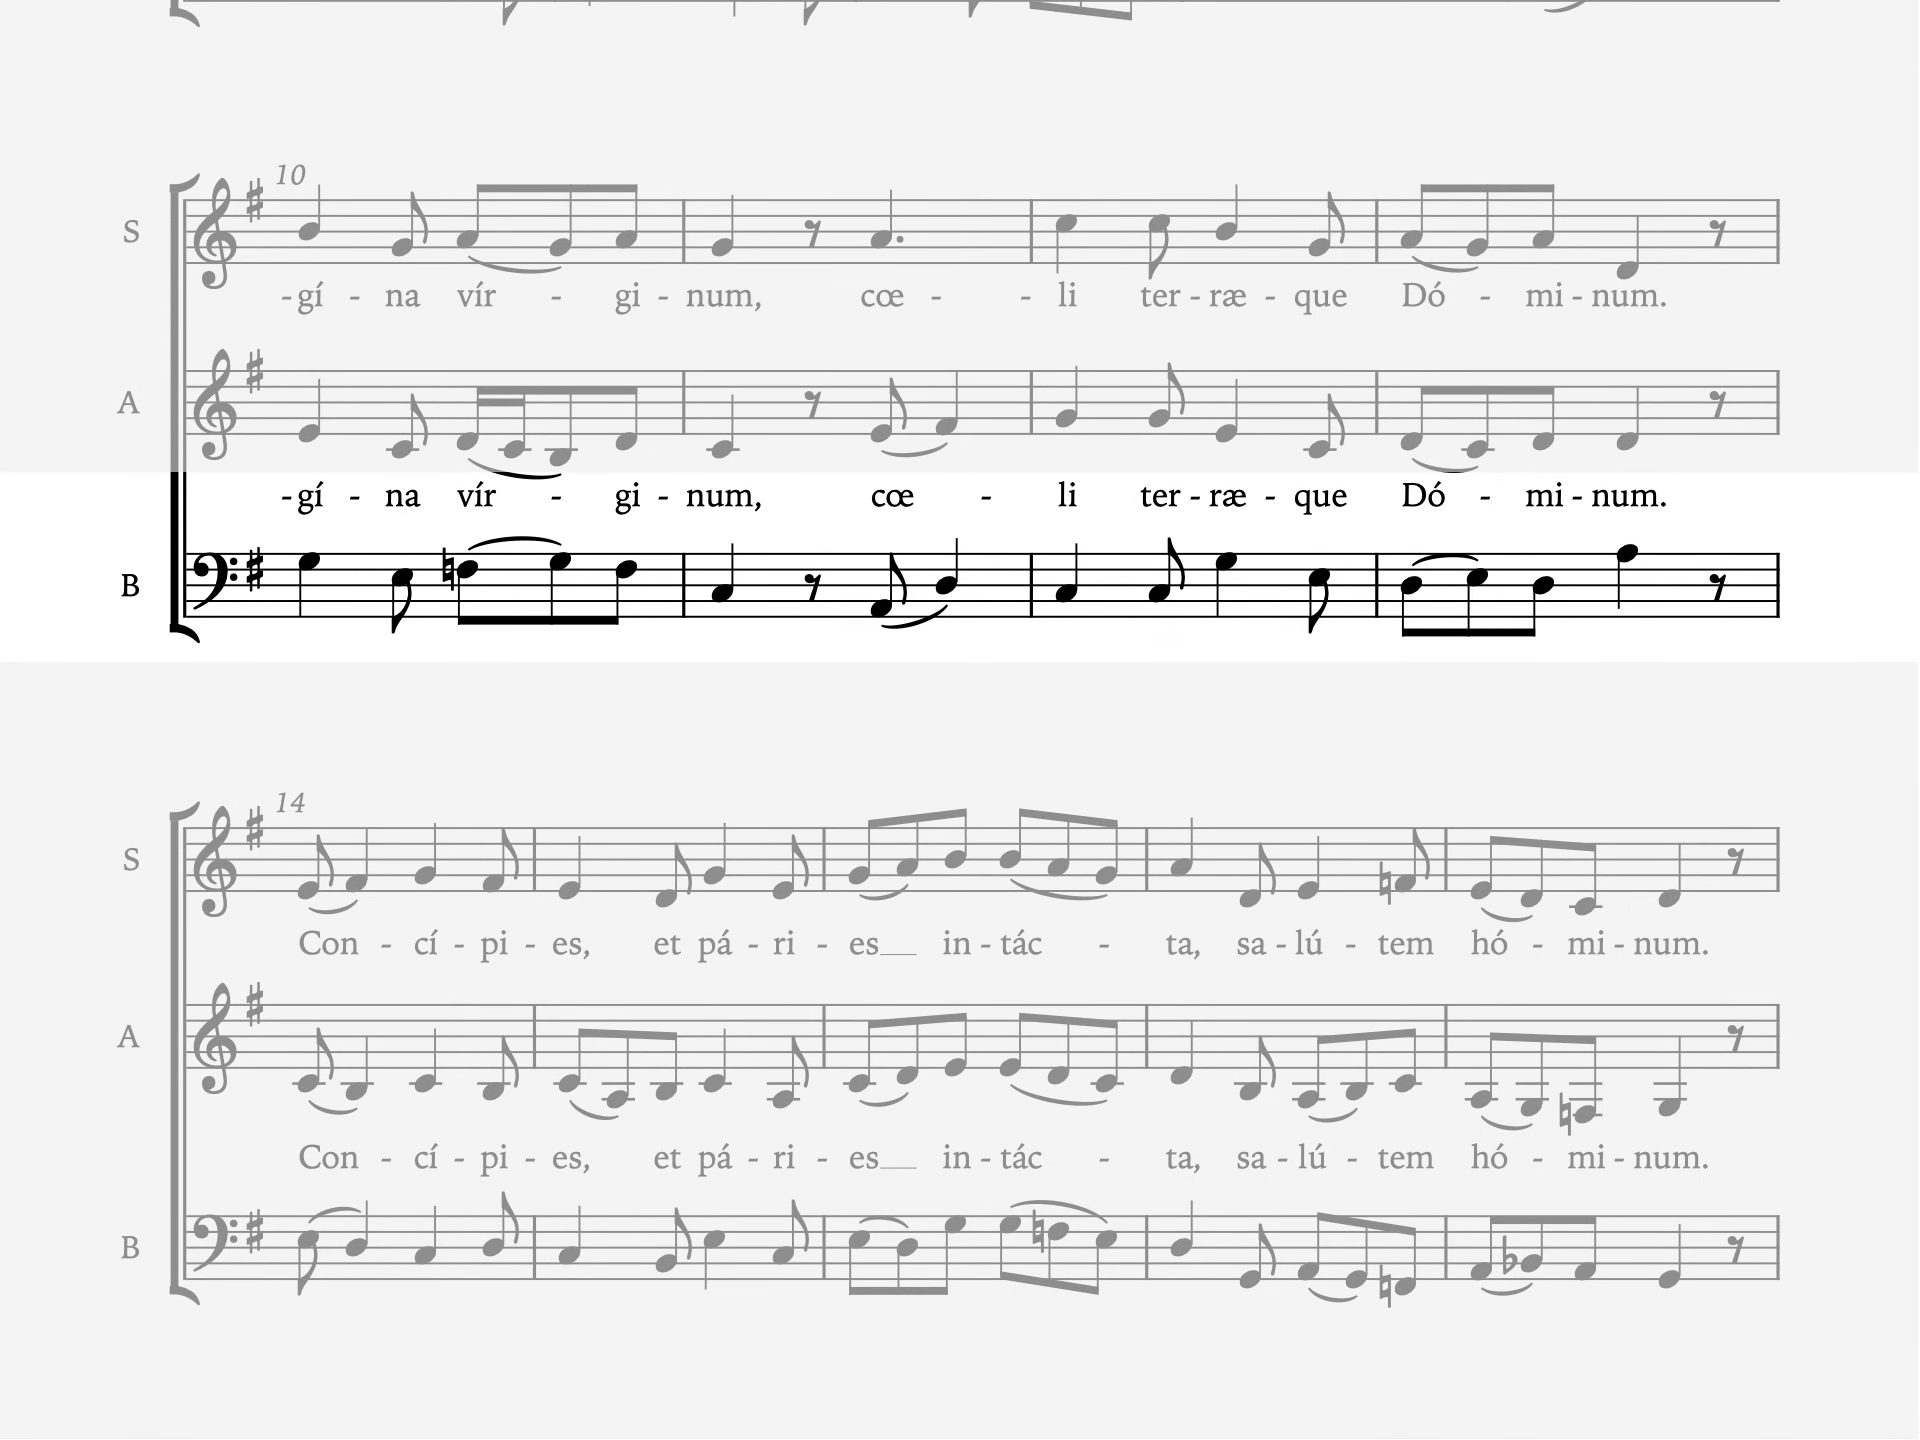 10
S
-gí - na vír - gi - num, cœ - - li ter - ræ - que Dó - mi - num.
A
-gí - na vír - gi - num, cœ - li ter - ræ - que Dó - mi - num.
B
14
S
Con - cí - pi - es, et pá - ri - es__ in - tác - ta, sa - lú - tem hó - mi - num.
A
Con - cí - pi - es, et pá - ri - es__ in - tác - ta, sa - lú - tem hó - mi - num.
B